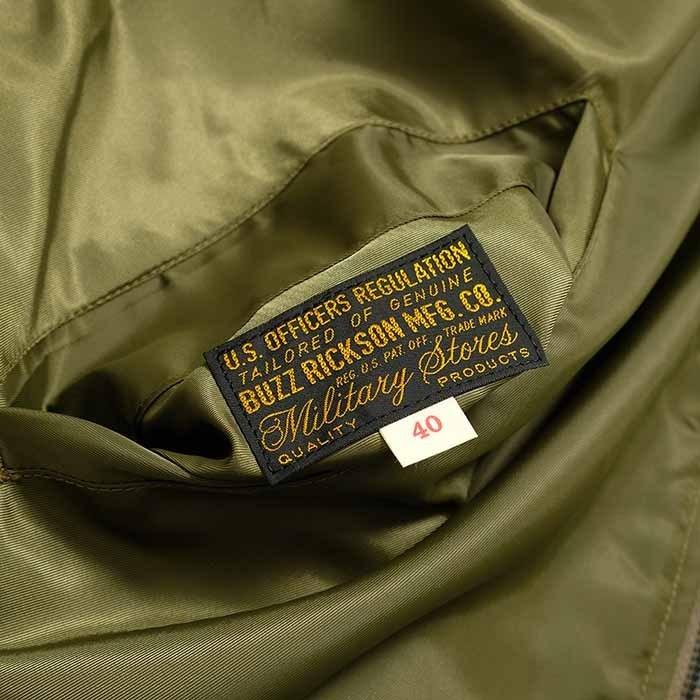 U.S. OFFICERS REGULATION
TAILORED OF GENUINE
BUZZ RICKSON MFG. CO.
REG U.S. PAT. OFF. TRADE MARK
Military Stores
QUALITY PRODUCTS
40